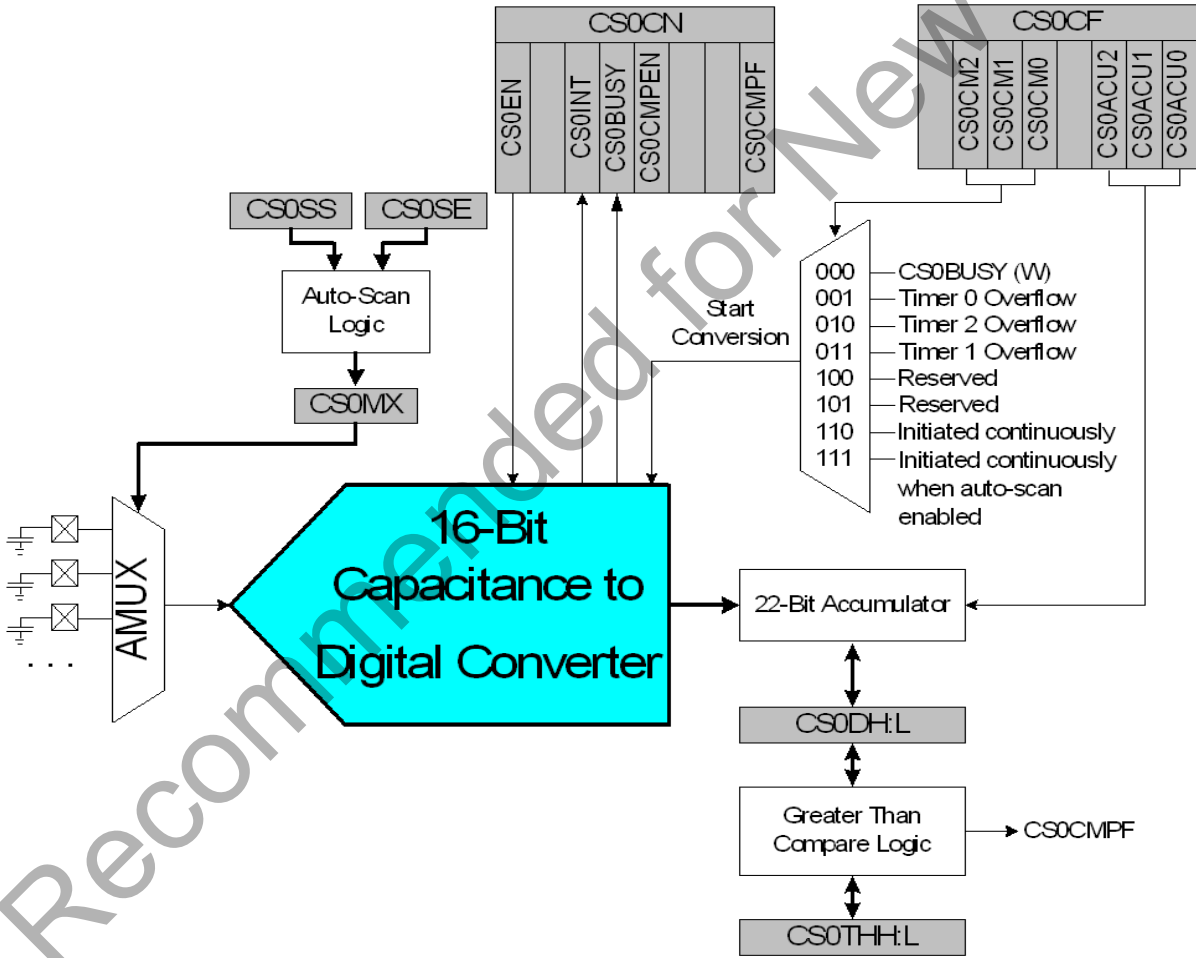 CS0CN
CS0EN
CS0INT
CS0BUSY
CS0CMPEN
CS0CMPF
CS0CF
CS0CM2
CS0CM1
CS0CM0
CS0ACU2
CS0ACU1
CS0ACU0
CS0SS
CS0SE
Auto-Scan
Logic
CS0MX
Start
Conversion
000 CS0BUSY (W)
001 Timer 0 Overflow
010 Timer 2 Overflow
011 Timer 1 Overflow
100 Reserved
101 Reserved
110 Initiated continuously
111 Initiated continuously
when auto-scan
enabled
AMUX
. . .
16-Bit
Capacitance to
Digital Converter
22-Bit Accumulator
CS0DH:L
Greater Than
Compare Logic
CS0CMPF
CS0THH:L
Recommended for New